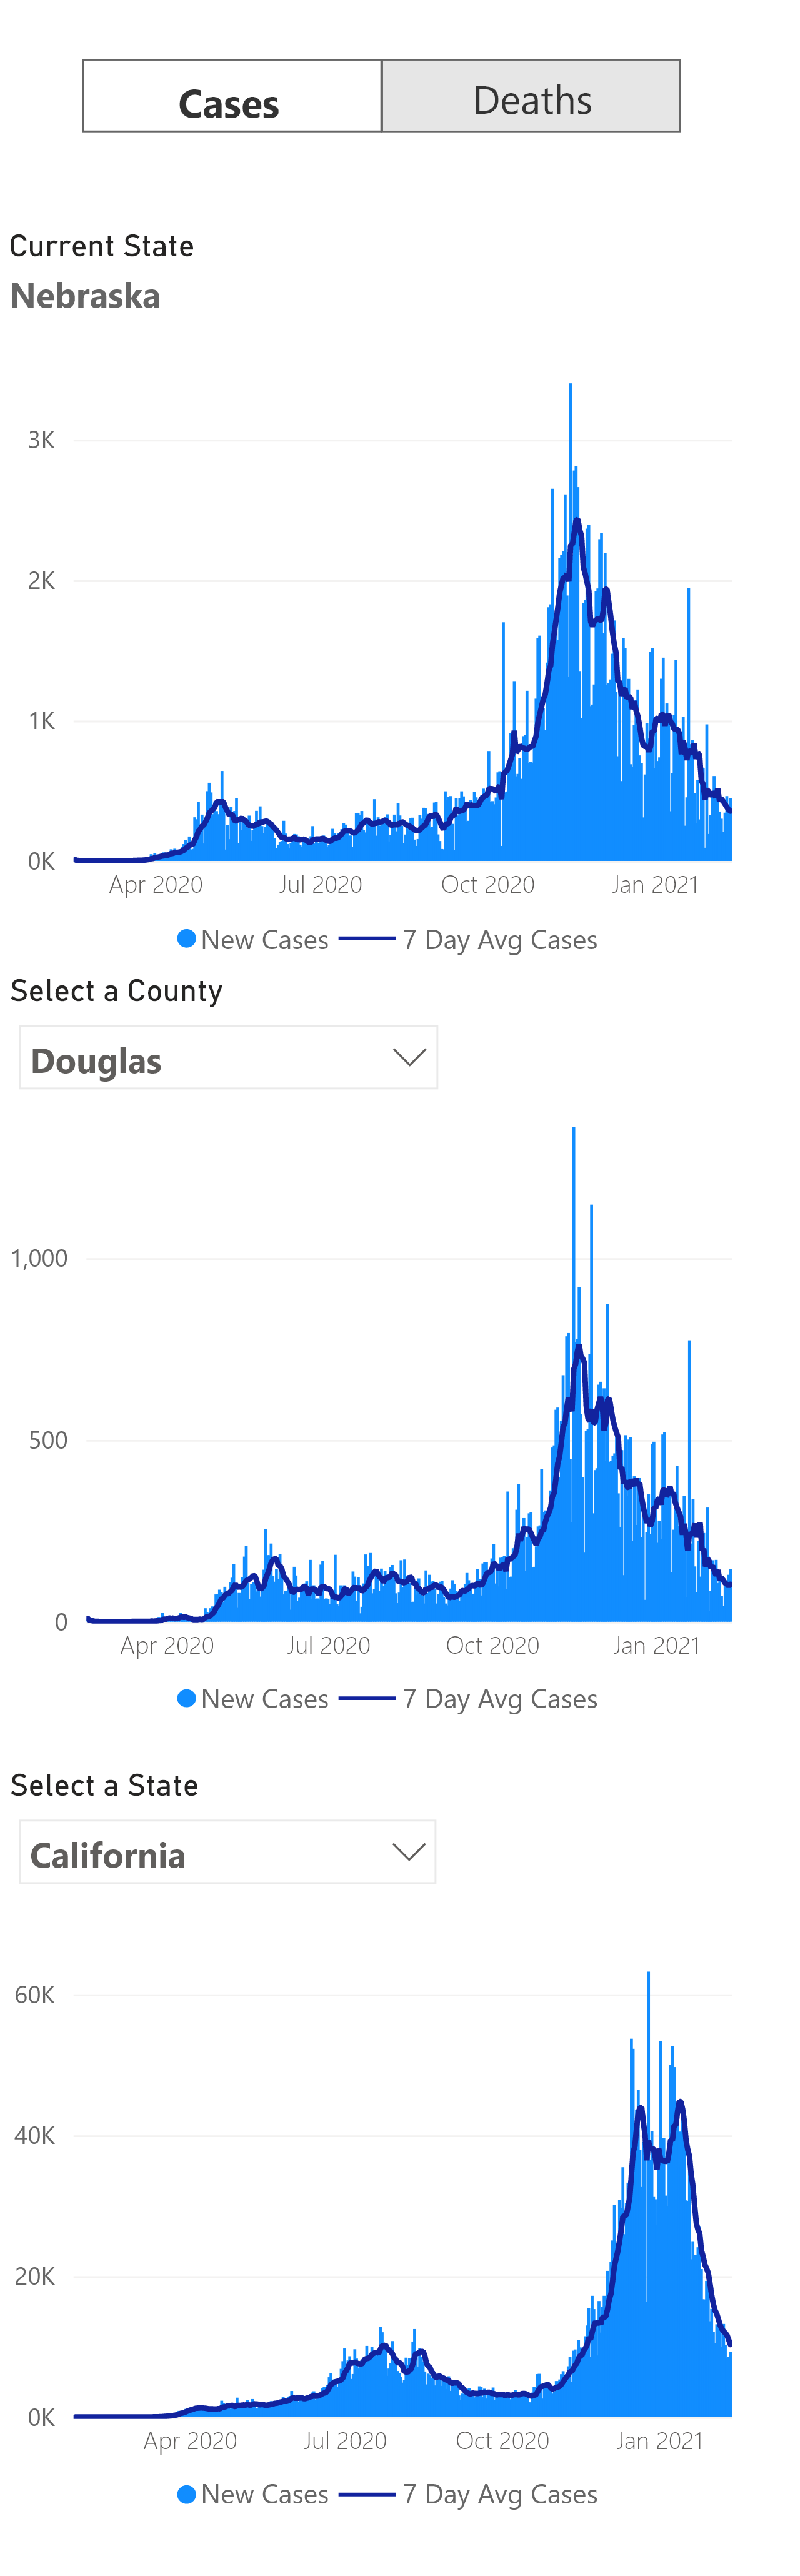 Cases Deaths
Current State
Nebraska
3K
2K
1K
0K
Apr 2020 Jul 2020 Oct 2020 Jan 2021
New Cases 7 Day Avg Cases
Select a County
Douglas
1,000
500
0
Apr 2020 Jul 2020 Oct 2020 Jan 2021
New Cases 7 Day Avg Cases
Select a State
California
60K
40K
20K
0K
Apr 2020 Jul 2020 Oct 2020 Jan 2021
New Cases 7 Day Avg Cases